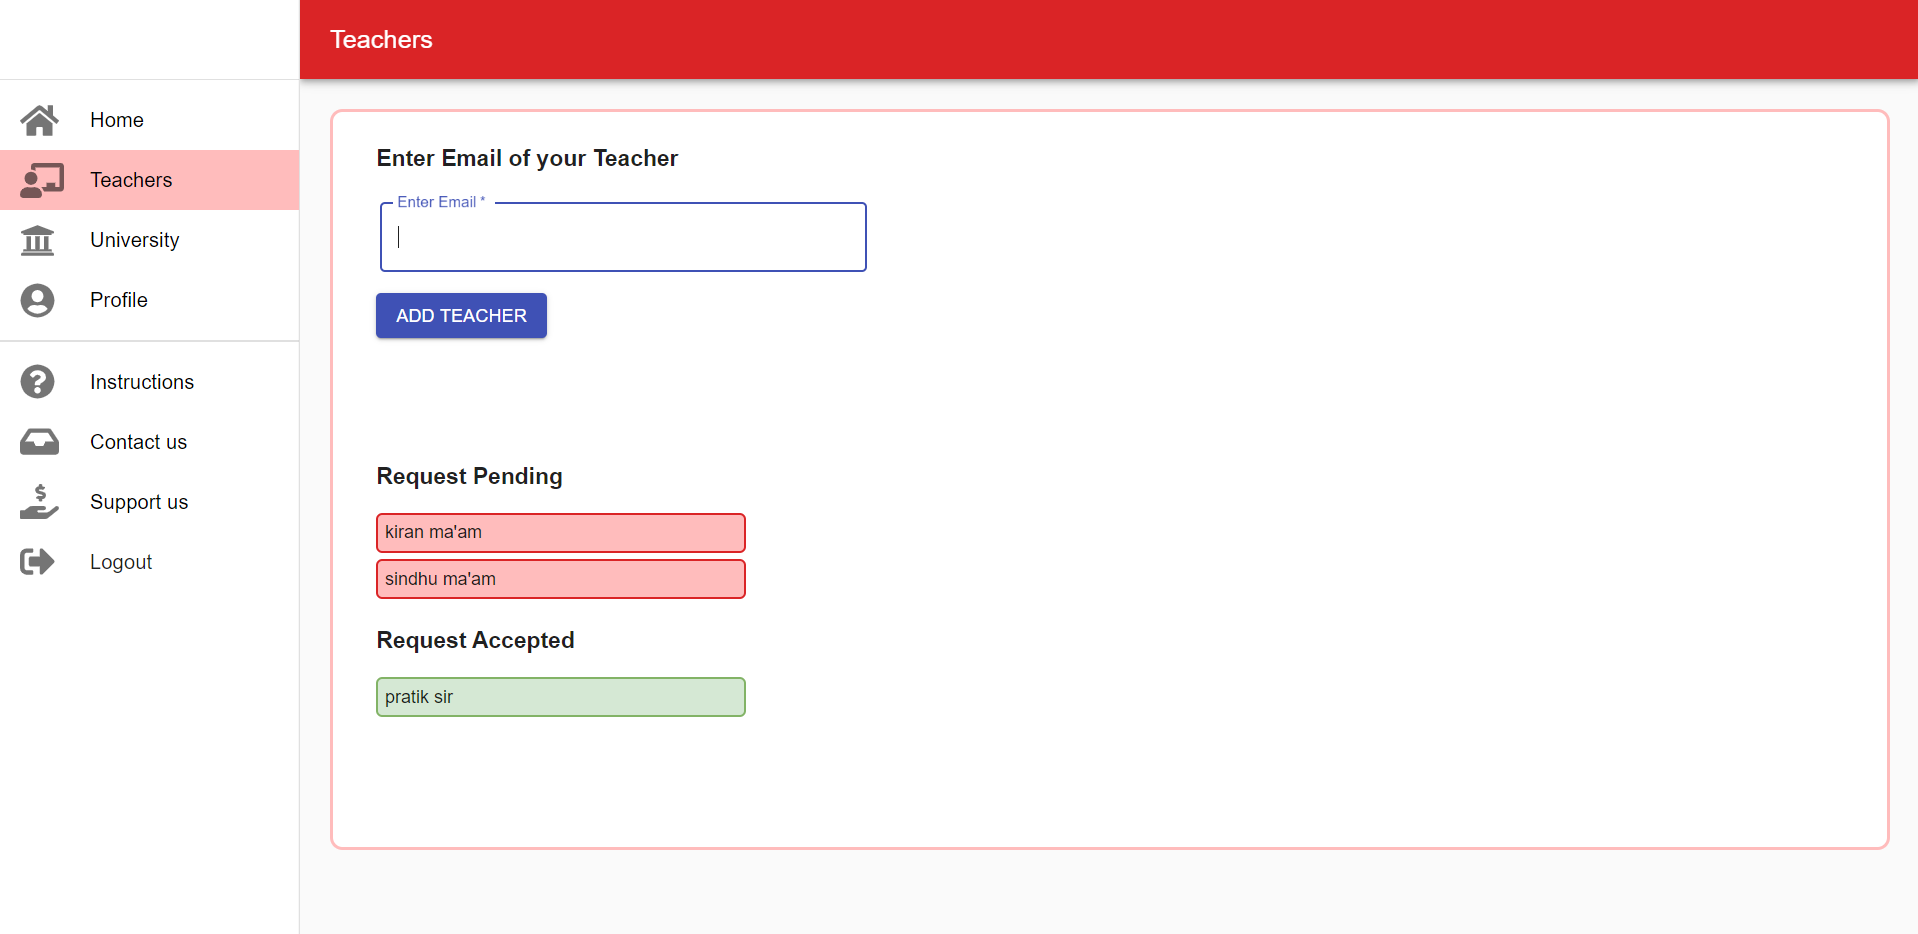 Teachers
Home
Teachers
University
Profile
Instructions
Contact us
Support us
Logout
Enter Email of your Teacher
Enter Email *
ADD TEACHER
Request Pending
kiran ma'am
sindhu ma'am
Request Accepted
pratik sir